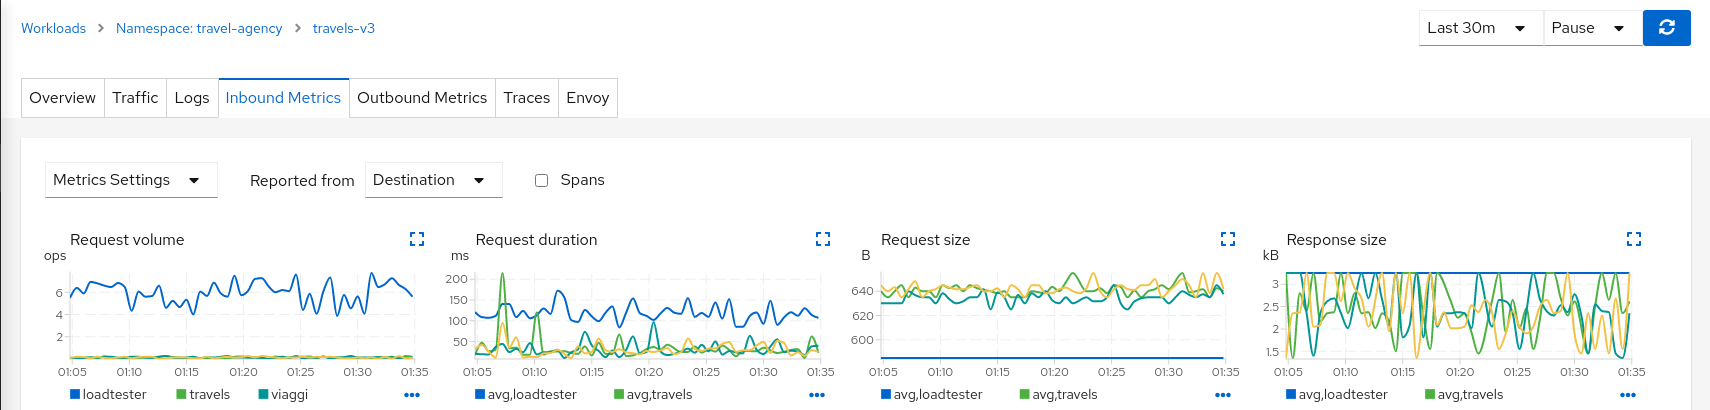 Workloads > Namespace: travel-agency > travels-v3
Last 30m Pause
Overview Traffic Logs Inbound Metrics Outbound Metrics Traces Envoy
Metrics Settings Reported from Destination Spans
Request volume
ops
6
4
2
01:05 01:10 01:15 01:20 01:25 01:30 01:35
loadtester travels viaggi •••
Request duration
ms
200
150
100
50
01:05 01:10 01:15 01:20 01:25 01:30 01:35
avg,loadtester avg,travels •••
Request size
B
640
620
600
01:05 01:10 01:15 01:20 01:25 01:30 01:35
avg,loadtester avg,travels •••
Response size
kB
3
2.5
2
1.5
01:05 01:10 01:15 01:20 01:25 01:30 01:35
avg,loadtester avg,travels •••